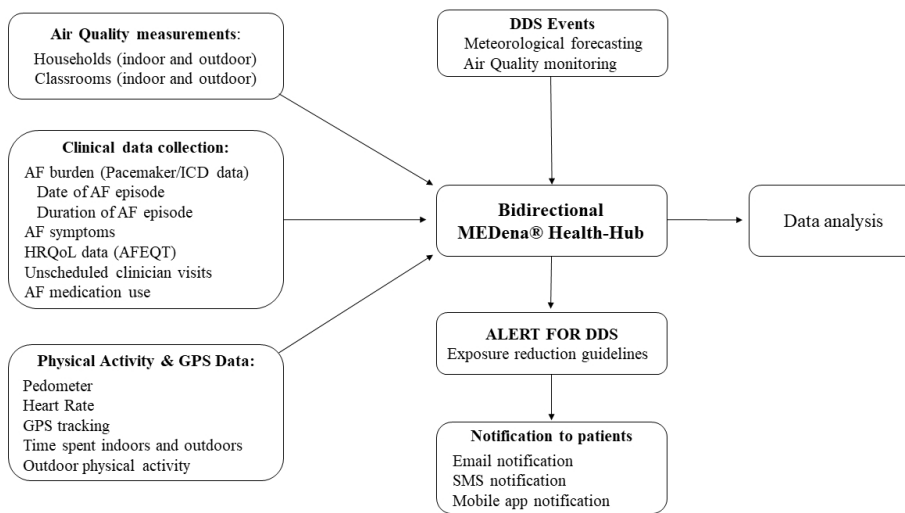 Air Quality measurements:
Households (indoor and outdoor)
Classrooms (indoor and outdoor)
DDS Events
Meteorological forecasting
Air Quality monitoring
Clinical data collection:
AF burden (Pacemaker/ICD data)
Date of AF episode
Duration of AF episode
AF symptoms
HRQoL data (AFEQT)
Unscheduled clinician visits
AF medication use
Bidirectional
MEDena® Health-Hub
Data analysis
Physical Activity & GPS Data:
Pedometer
Heart Rate
GPS tracking
Time spent indoors and outdoors
Outdoor physical activity
ALERT FOR DDS
Exposure reduction guidelines
Notification to patients
Email notification
SMS notification
Mobile app notification